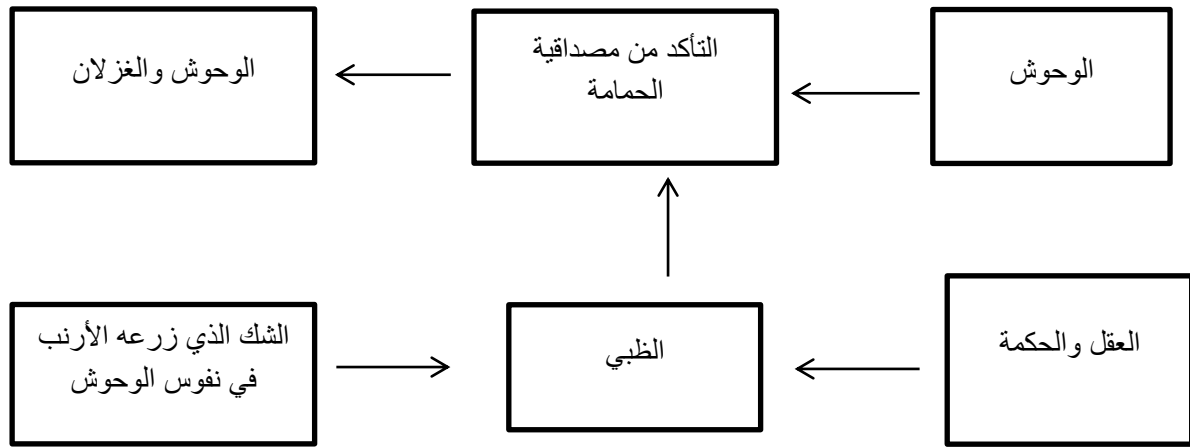 الوحوش
التأكد من مصداقية
الحمامة
الوحوش والغزلان
العقل والحكمة
الظبي
الشك الذي زرعه الأرنب
في نفوس الوحوش